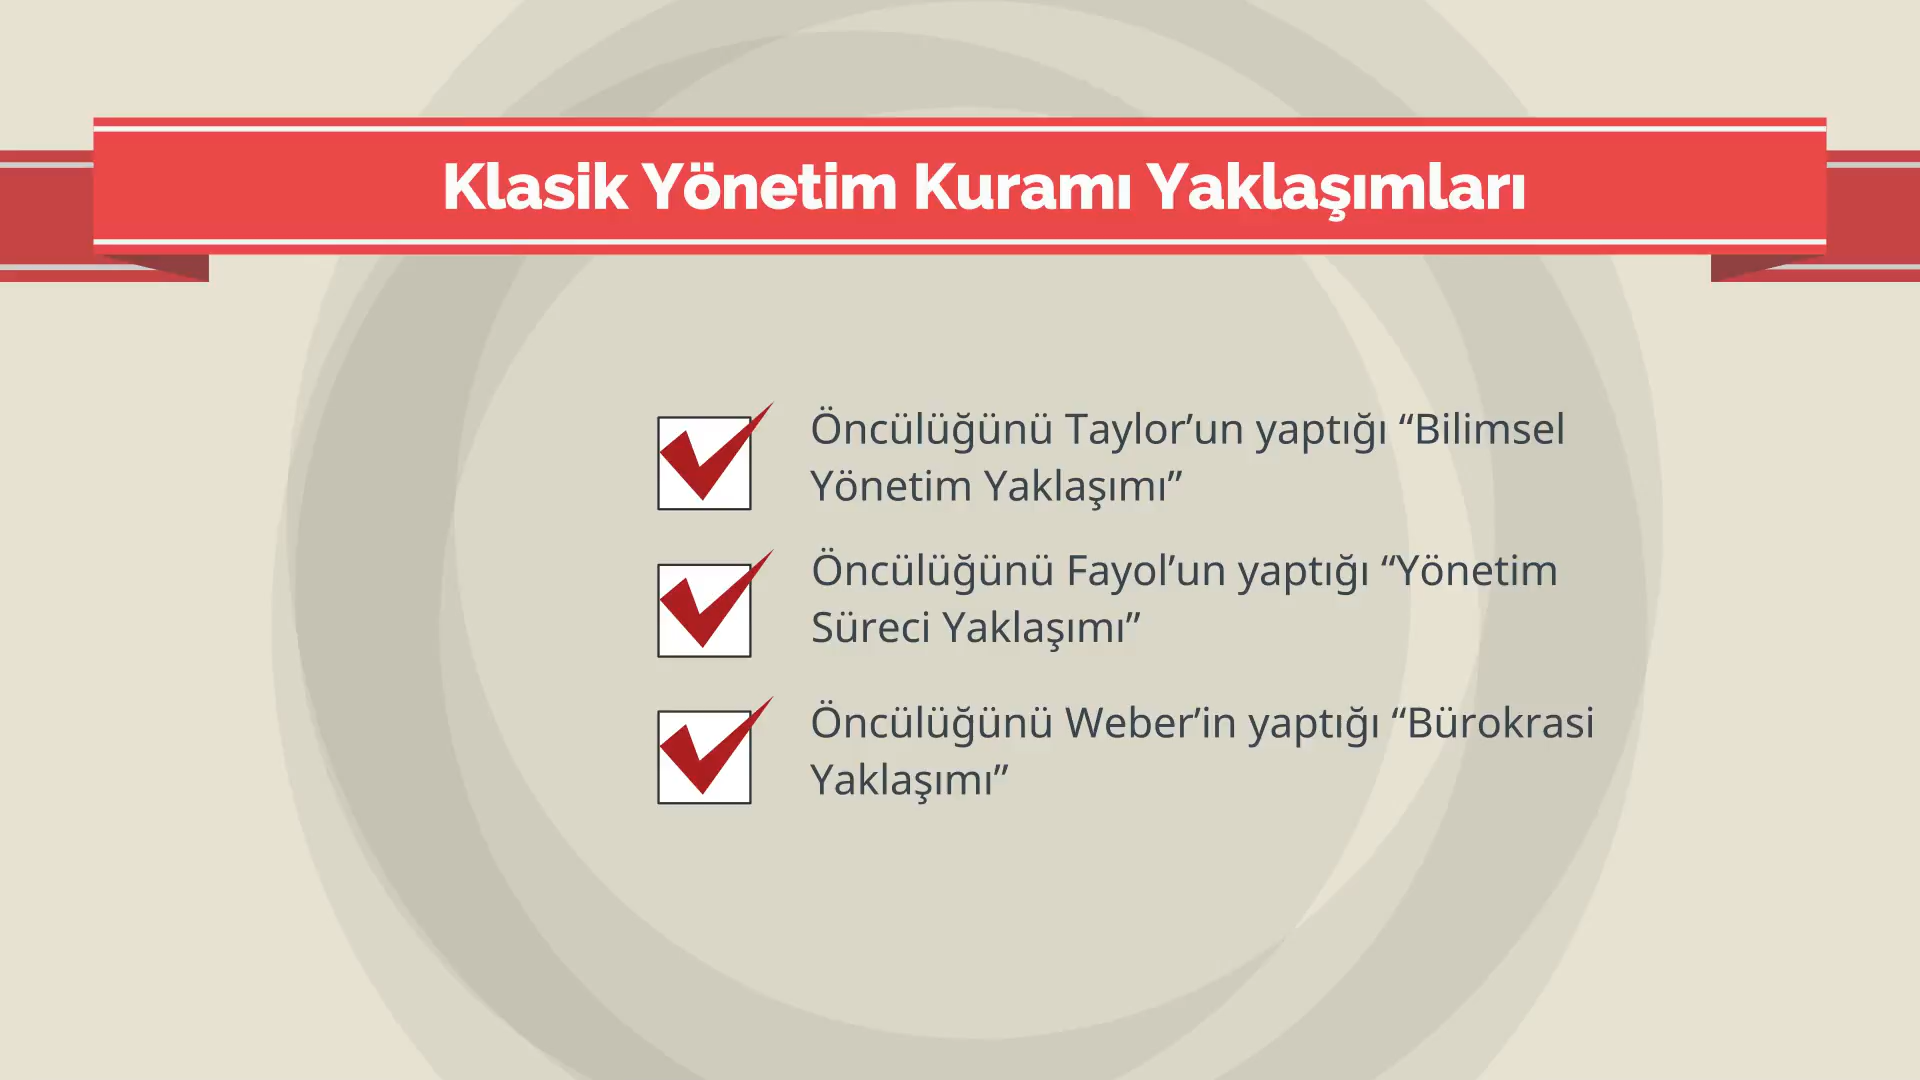 Klasik Yönetim Kuramı Yaklaşımları
Öncülüğünü Taylor’un yaptığı “Bilimsel
Yönetim Yaklaşımı”
Öncülüğünü Fayol’un yaptığı “Yönetim
Süreci Yaklaşımı”
Öncülüğünü Weber’in yaptığı “Bürokrasi
Yaklaşımı”